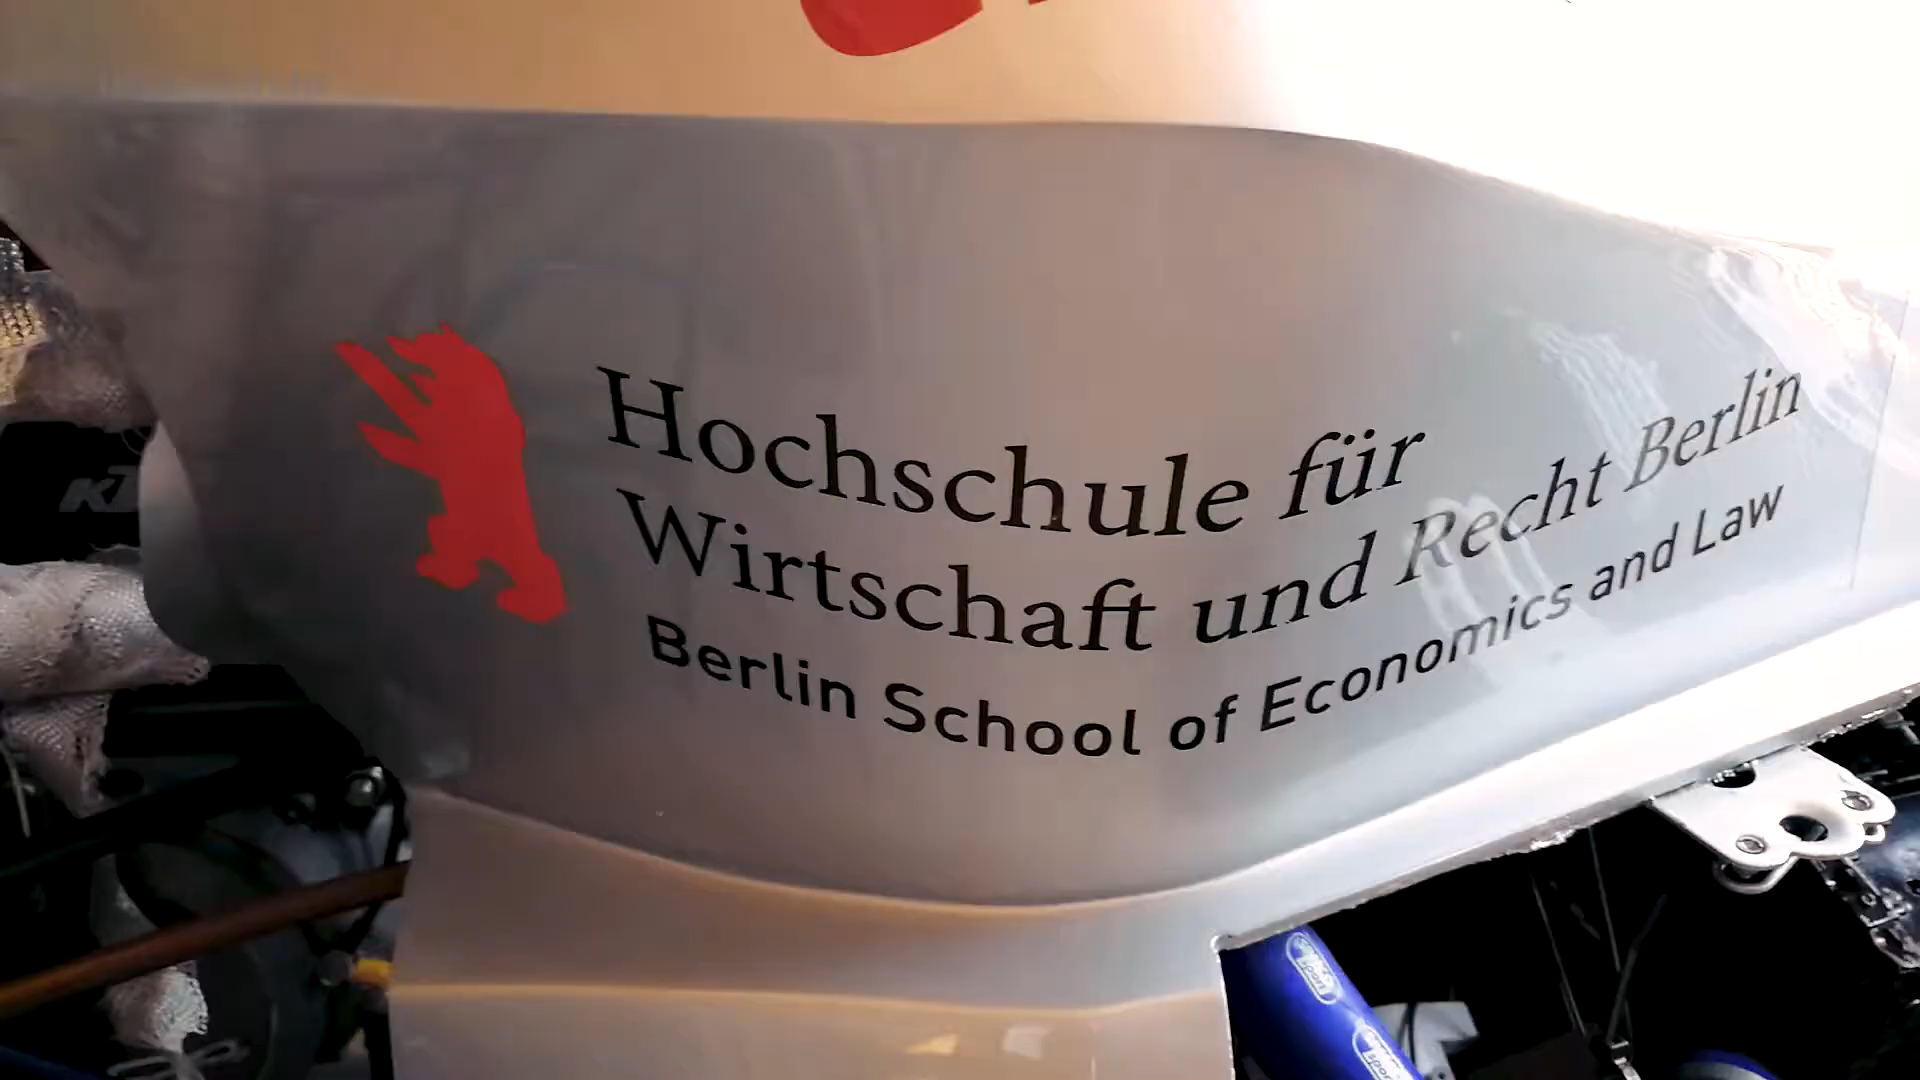 Hochschule für
Wirtschaft und Recht Berlin
Berlin School of Economics and Law